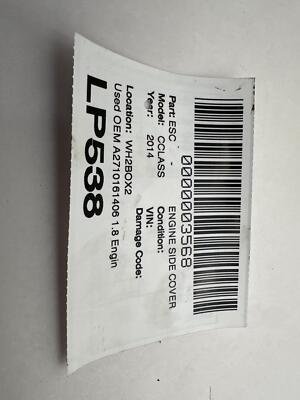 0000003568
Part: ESC - ENGINE SIDE COVER
Model: CCLASS Condition:
Year: 2014 VIN:
Damage Code:
Location: WH2BOX2
Used OEM A2710161406 1.8 Engin
LP538